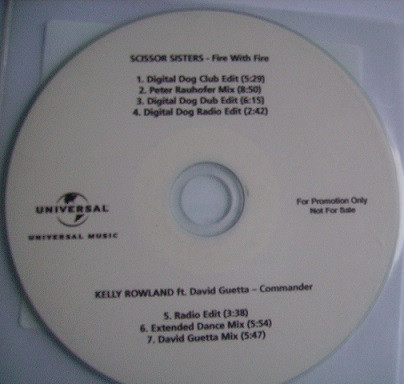 SCISSOR SISTERS - Fire With Fire
1. Digital Dog Club Edit (5:29)
2. Peter Rauhofer Mix (8:50)
3. Digital Dog Dub Edit (6:15)
4. Digital Dog Radio Edit (2:42)
UNIVERSAL
UNIVERSAL MUSIC
For Promotion Only
Not For Sale
KELLY ROWLAND ft. David Guetta – Commander
5. Radio Edit (3:38)
6. Extended Dance Mix (5:54)
7. David Guetta Mix (5:47)